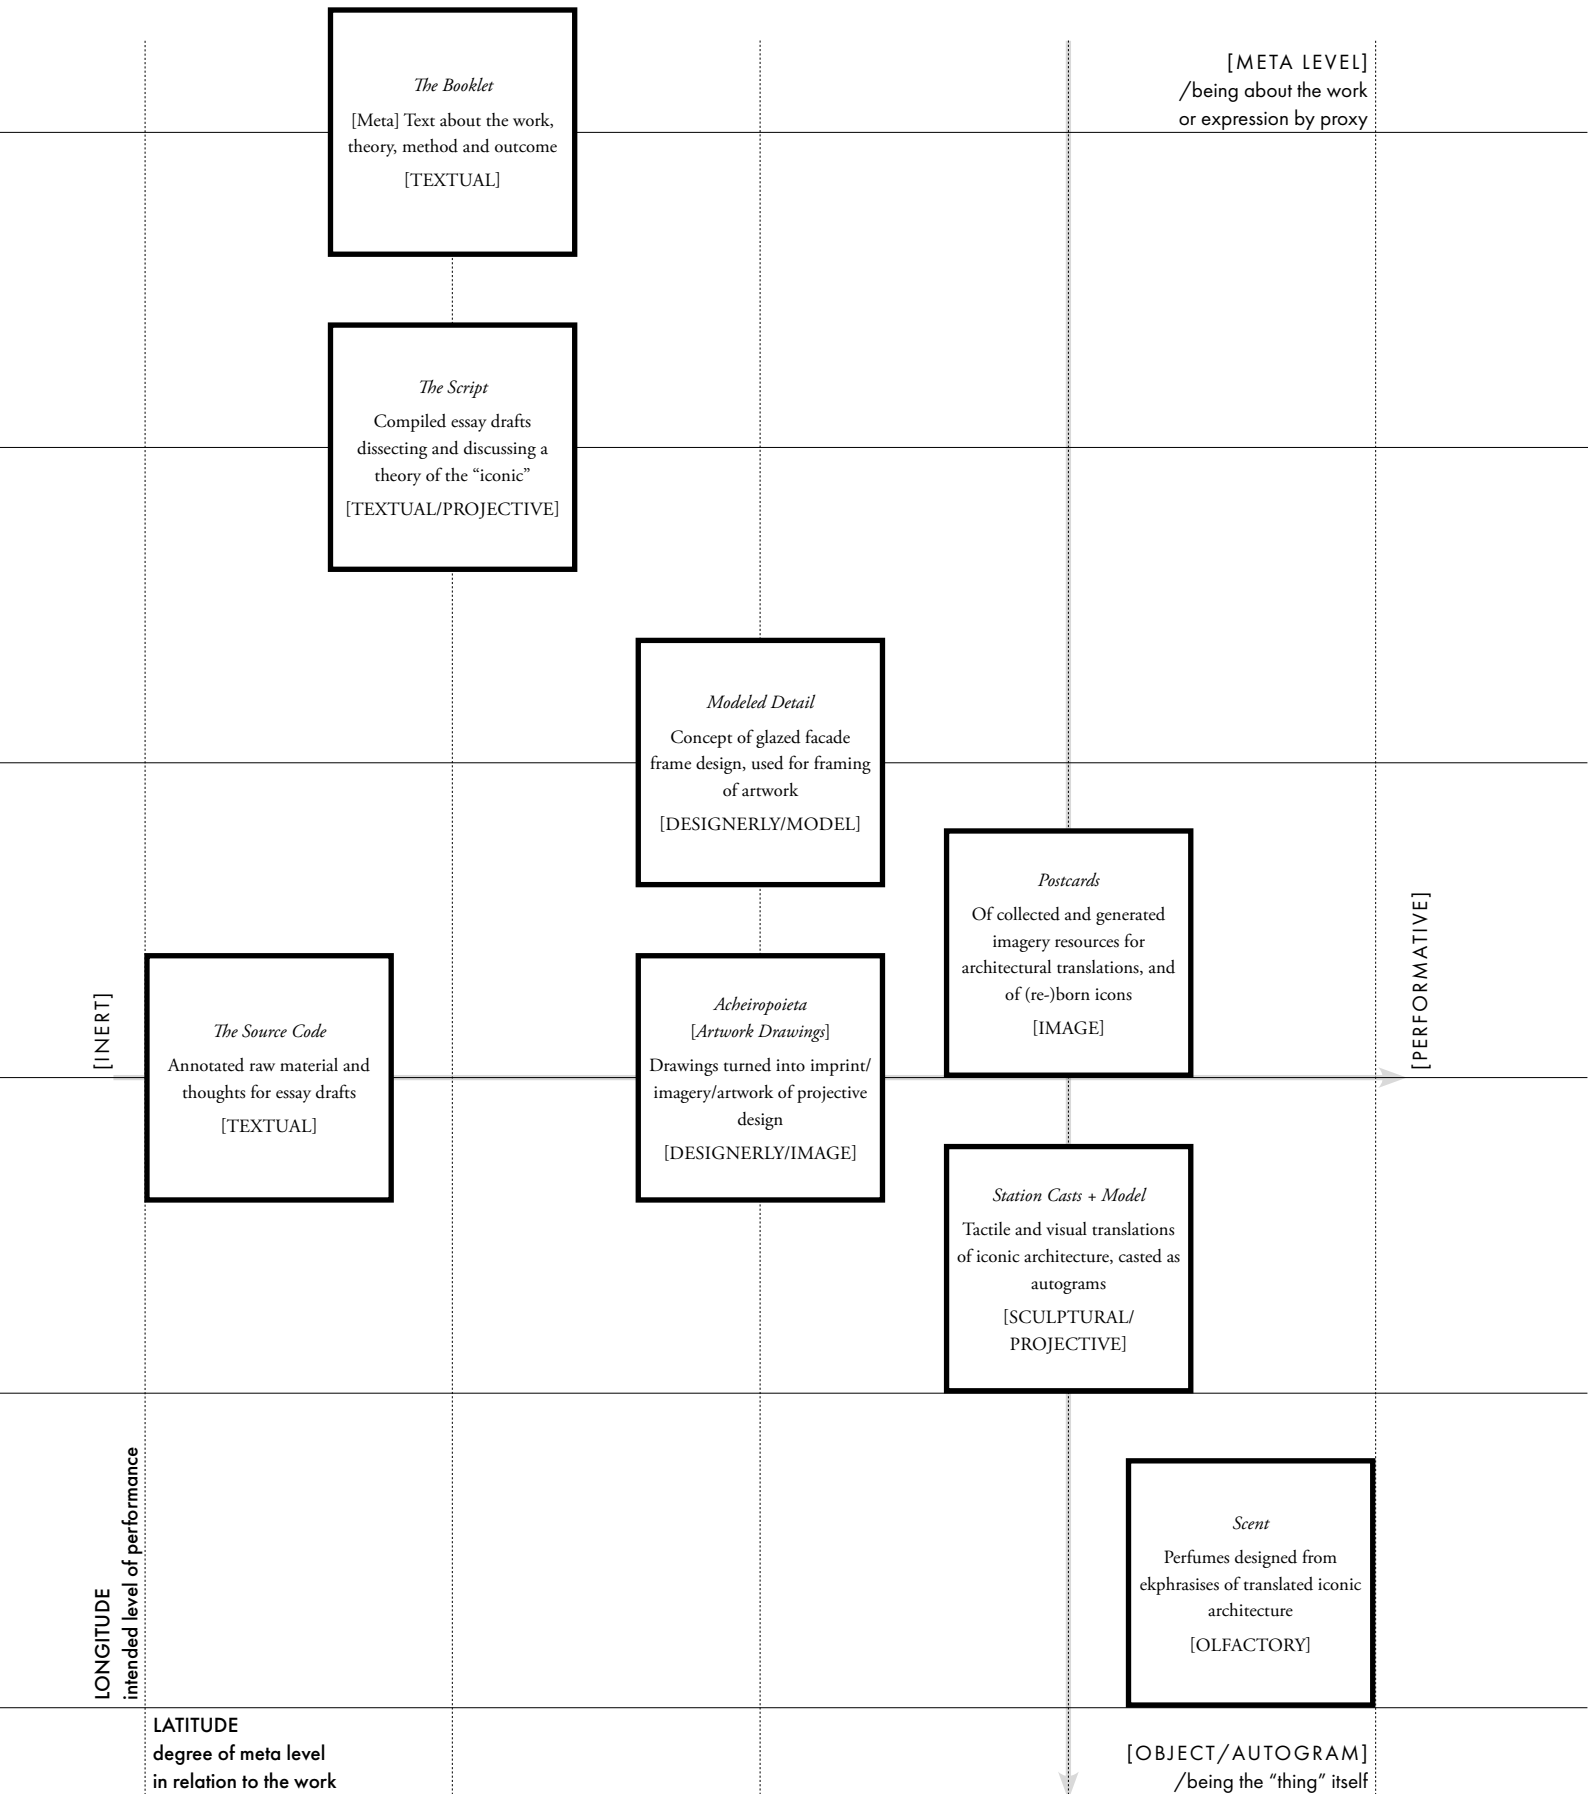 The Booklet
[Meta] Text about the work,
theory, method and outcome
[TEXTUAL]
[META LEVEL]
/being about the work
or expression by proxy
The Script
Compiled essay drafts
dissecting and discussing a
theory of the “iconic”
[TEXTUAL/PROJECTIVE]
Modeled Detail
Concept of glazed facade
frame design, used for framing
of artwork
[DESIGNERLY/MODEL]
Postcards
Of collected and generated
imagery resources for
architectural translations, and
of (re-)born icons
[IMAGE]
[PERFORMATIVE]
[INERT]
The Source Code
Annotated raw material and
thoughts for essay drafts
[TEXTUAL]
Acheiropoieta
[Artwork Drawings]
Drawings turned into imprint/
imagery/artwork of projective
design
[DESIGNERLY/IMAGE]
Station Casts + Model
Tactile and visual translations
of iconic architecture, casted as
autograms
[SCULPTURAL/
PROJECTIVE]
Scent
Perfumes designed from
ekphrasises of translated iconic
architecture
[OLFACTORY]
LONGITUDE
intended level of performance
LATITUDE
degree of meta level
in relation to the work
[OBJECT/AUTOGRAM]
/being the “thing” itself